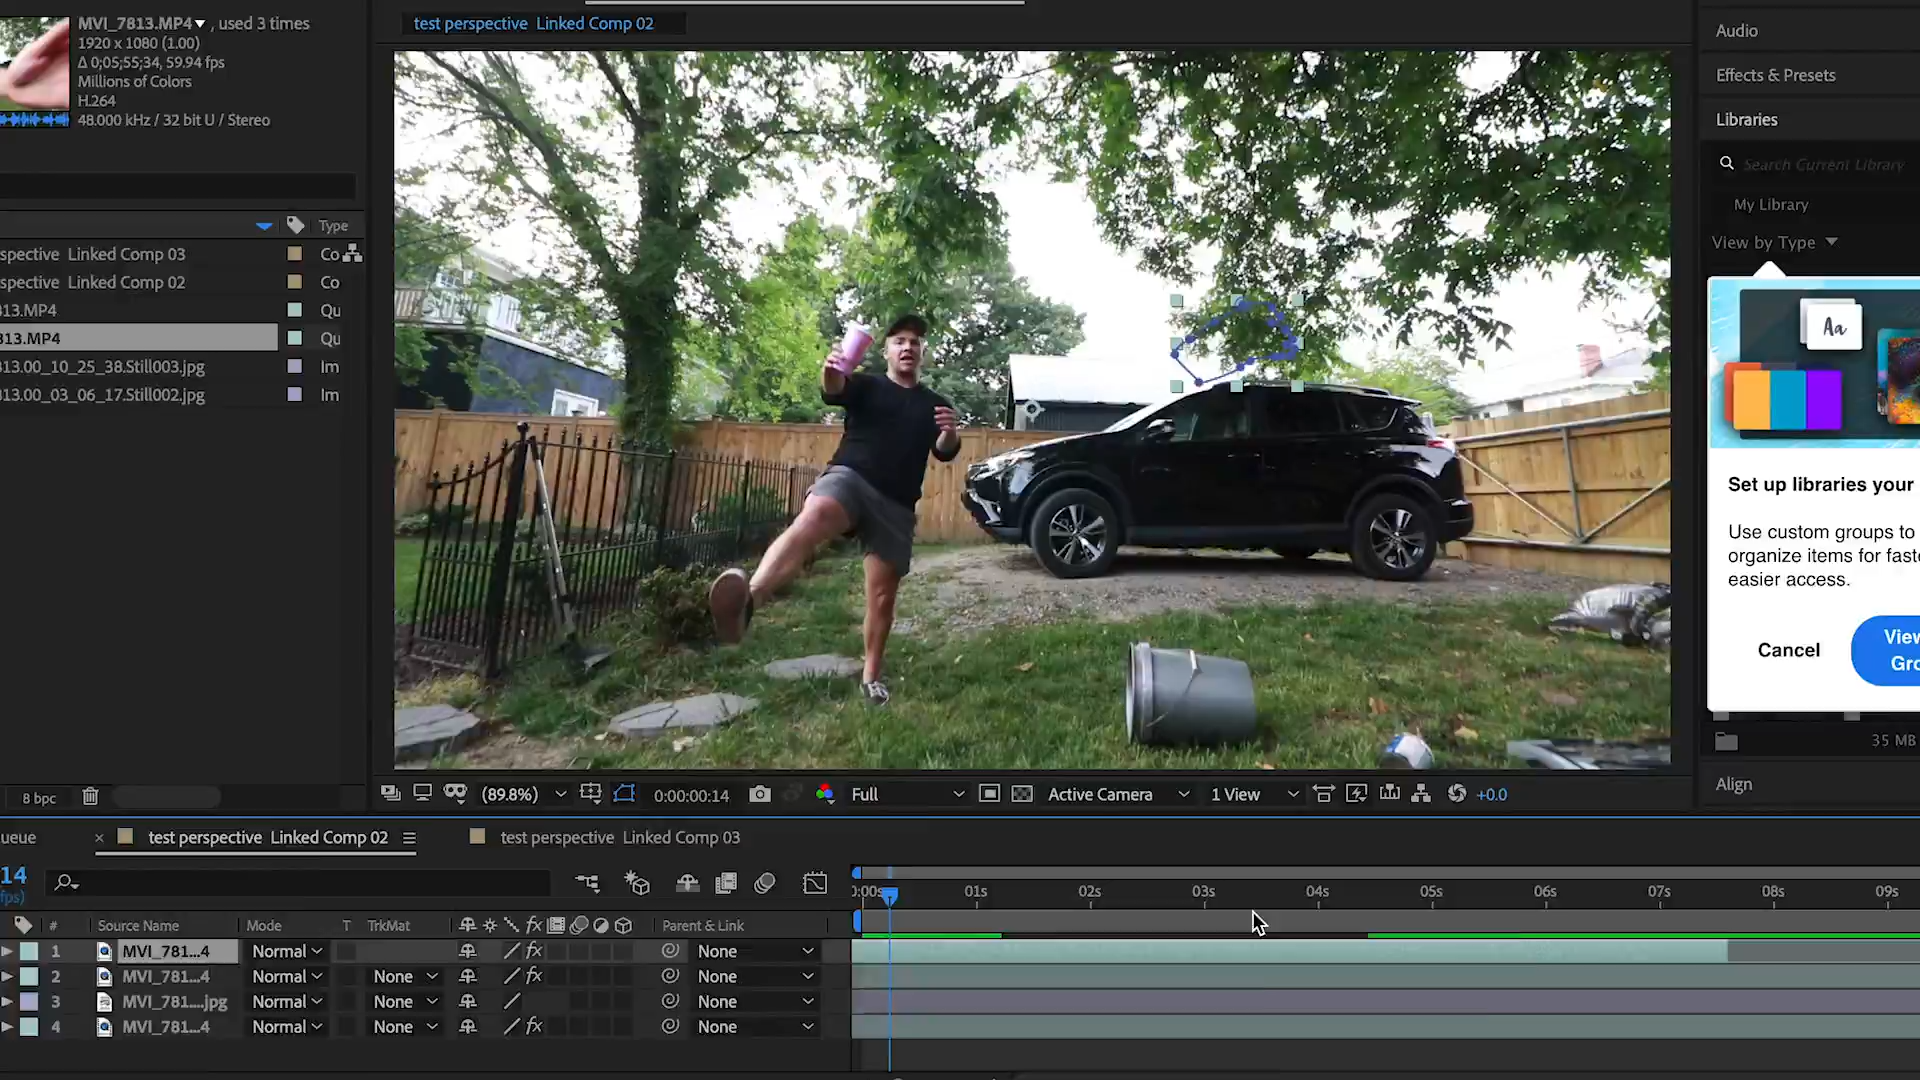 MVI_7813.MP4 , used 3 times
1920 x 1080 (1.00)
Δ 0;05;55;34, 59.94 fps
Millions of Colors
H.264
48.000 kHz / 32 bit U / Stereo
Type
spective Linked Comp 03
Co
spective Linked Comp 02
Co
313.MP4
Qu
313.MP4
Qu
313.00_10_25_38.Still003.jpg
Im
313.00_03_06_17.Still002.jpg
Im
8 bpc
test perspective Linked Comp 02
(89.8%)
0:00:00:14
Full
Active Camera
1 View
+0.0
Audio
Effects & Presets
Libraries
Search Current Library
My Library
View by Type
Aa
Set up libraries your
Use custom groups to
organize items for faste
easier access.
Cancel
View
Gro
35 MB
Align
ueue
× test perspective Linked Comp 02
test perspective Linked Comp 03
14
fps)
0:00s 01s 02s 03s 04s 05s 06s 07s 08s 09s
# Source Name Mode T TrkMat fx Parent & Link
1 MVI_781...4 Normal fx None
2 MVI_781...4 Normal None fx None
3 MVI_781....jpg Normal None None
4 MVI_781...4 Normal None fx None